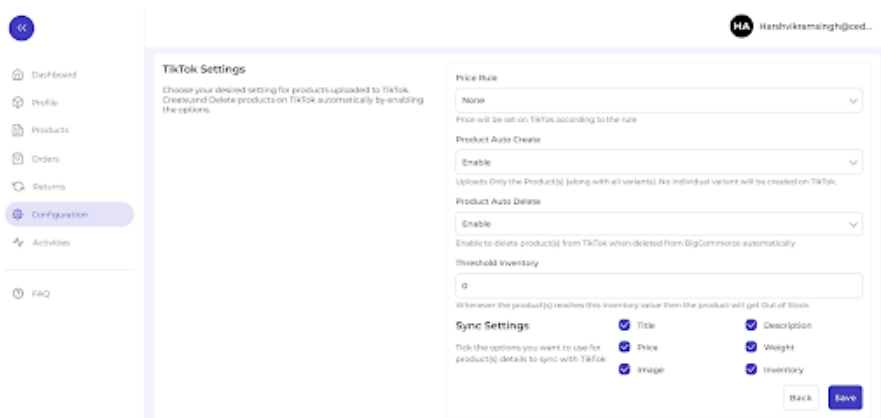 HA Harshvikramsingh@ced...
Dashboard
Profile
Products
Orders
Returns
Configuration
Activities
FAQ
TikTok Settings
Choose your desired setting for products uploaded to TikTok.
Create,and Delete products on TikTok automatically by enabling
the options.
Price Rule
None
Price will be set on TikTok according to the rule
Product Auto Create
Enable
Uploads Only the Product(s) (along with all variants). No individual variant will be created on TikTok.
Product Auto Delete
Enable
Enable to delete product(s) from TikTok when deleted from BigCommerce automatically
Threshold Inventory
0
Whenever the product(s) reaches this inventory value then the product will get Out of Stock
Sync Settings
Tick the options you want to use for
product(s) details to sync with TikTok
Title
Description
Price
Weight
Image
Inventory
Back
Save